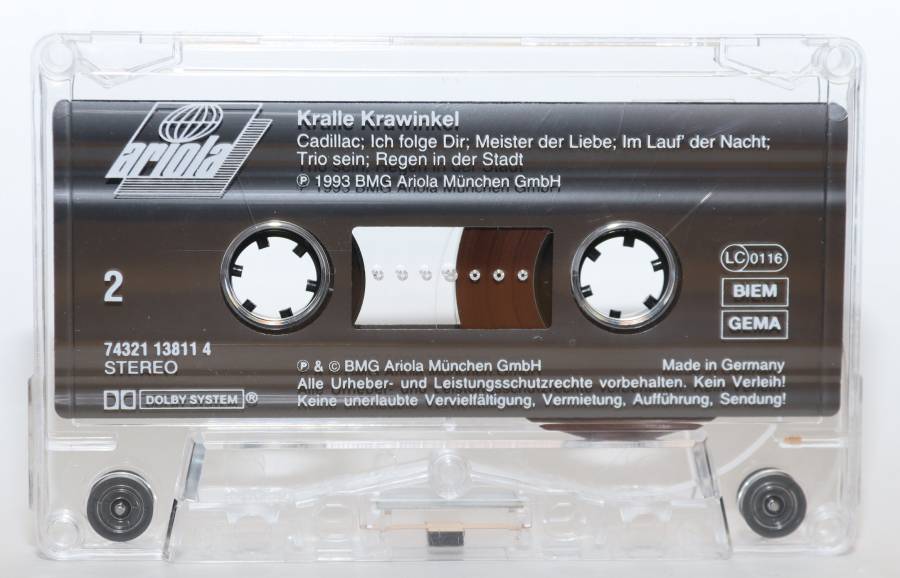 ariola
Kralle Krawinkel
Cadillac; Ich folge Dir; Meister der Liebe; Im Lauf' der Nacht;
Trio sein; Regen in der Stadt
℗ 1993 BMG Ariola München GmbH
2
LC 0116
BIEM
GEMA
74321 13811 4
STEREO
DOLBY SYSTEM ®
℗ & © BMG Ariola München GmbH
Made in Germany
Alle Urheber- und Leistungsschutzrechte vorbehalten. Kein Verleih!
Keine unerlaubte Vervielfältigung, Vermietung, Aufführung, Sendung!